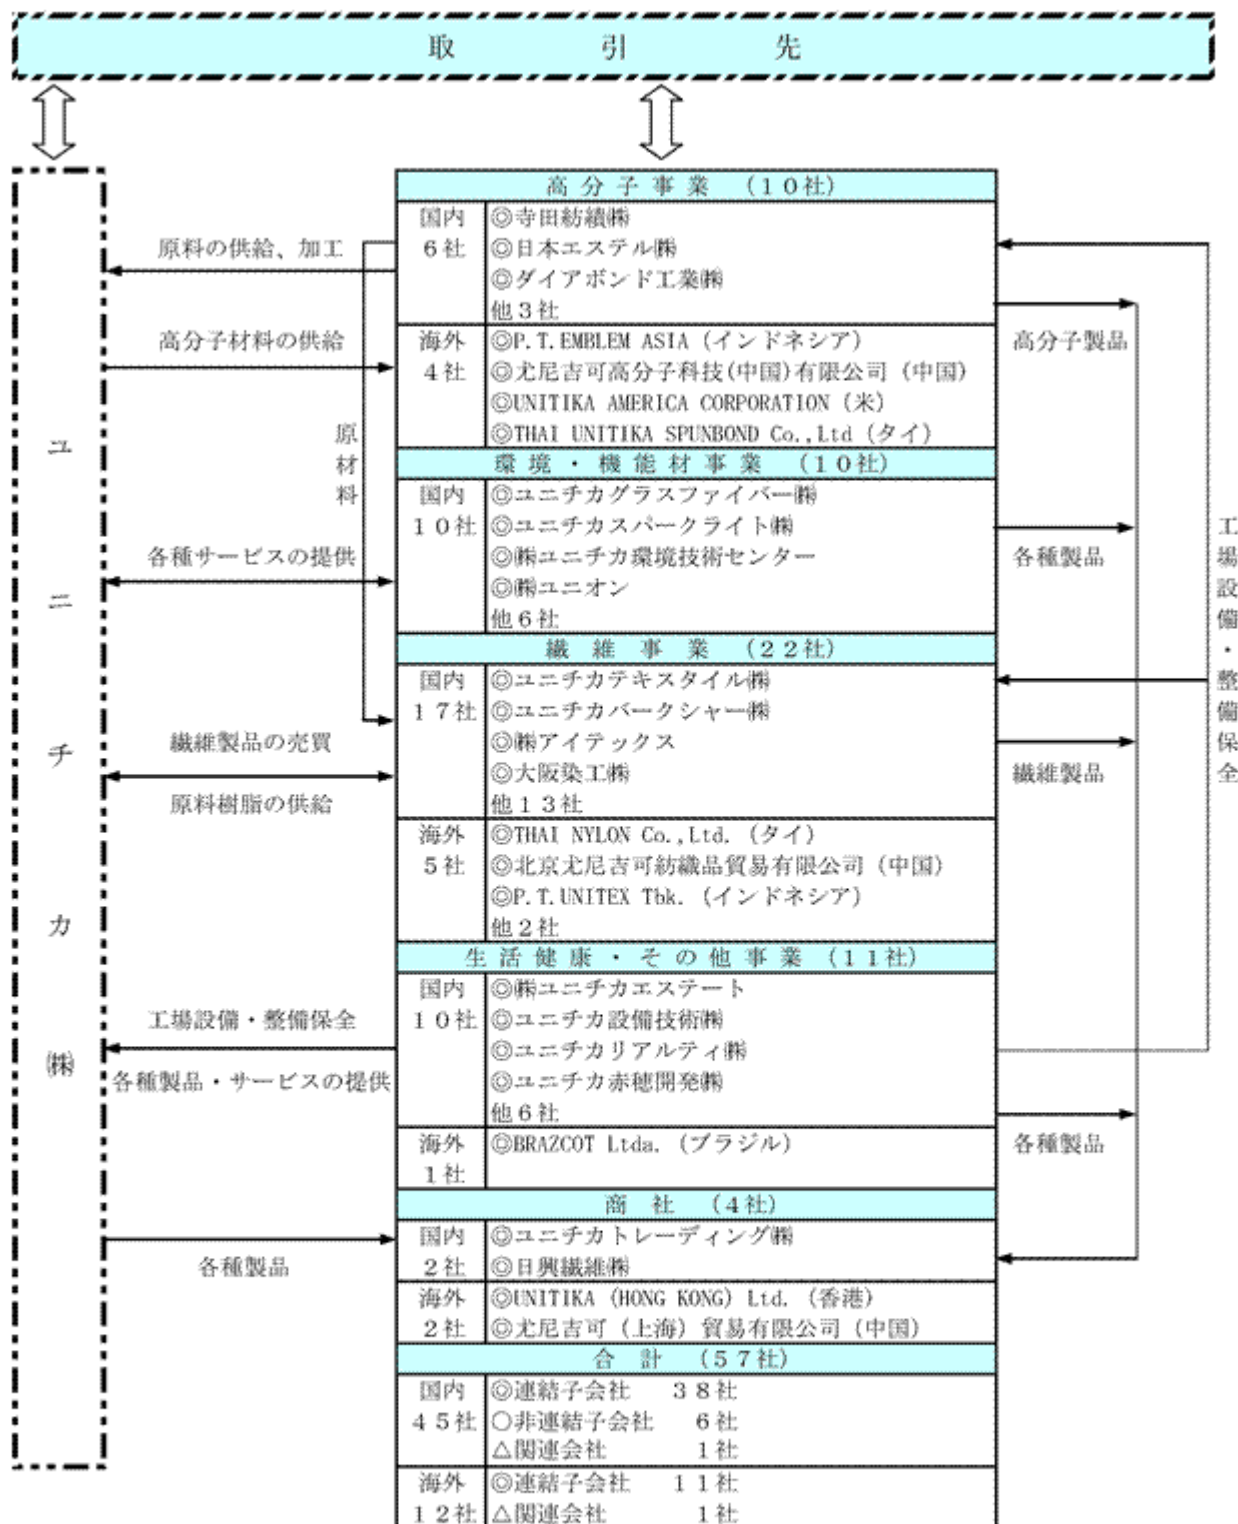 取引先
ユニチカ㈱
原料の供給、加工
高分子材料の供給
原材料
各種サービスの提供
繊維製品の売買
原料樹脂の供給
工場設備・整備保全
各種製品・サービスの提供
各種製品
高分子事業 (10社)
国内 ◎寺田紡績㈱
6社 ◎日本エステル㈱
◎ダイアボンド工業㈱
他3社
海外 ◎P.T.EMBLEM ASIA (インドネシア)
4社 ◎尤尼吉可高分子科技(中国)有限公司 (中国)
◎UNITIKA AMERICA CORPORATION (米)
◎THAI UNITIKA SPUNBOND Co.,Ltd (タイ)
環境・機能材事業 (10社)
国内 ◎ユニチカグラスファイバー㈱
10社 ◎ユニチカスパークライト㈱
◎㈱ユニチカ環境技術センター
◎㈱ユニオン
他6社
繊維事業 (22社)
国内 ◎ユニチカテキスタイル㈱
17社 ◎ユニチカバークシャー㈱
◎㈱アイテックス
◎大阪染工㈱
他13社
海外 ◎THAI NYLON Co.,Ltd. (タイ)
5社 ◎北京尤尼吉可紡織品貿易有限公司 (中国)
◎P.T.UNITEX Tbk. (インドネシア)
他2社
生活健康・その他事業 (11社)
国内 ◎㈱ユニチカエステート
10社 ◎ユニチカ設備技術㈱
◎ユニチカリアルティ㈱
◎ユニチカ赤穂開発㈱
他6社
海外 ◎BRAZCOT Ltda. (ブラジル)
1社
商社 (4社)
国内 ◎ユニチカトレーディング㈱
2社 ◎日興繊維㈱
海外 ◎UNITIKA (HONG KONG) Ltd. (香港)
2社 ◎尤尼吉可 (上海) 貿易有限公司 (中国)
合計 (57社)
国内 ◎連結子会社 38社
45社 ○非連結子会社 6社
△関連会社 1社
海外 ◎連結子会社 11社
12社 △関連会社 1社
高分子製品
各種製品
繊維製品
各種製品
工場設備・整備保全